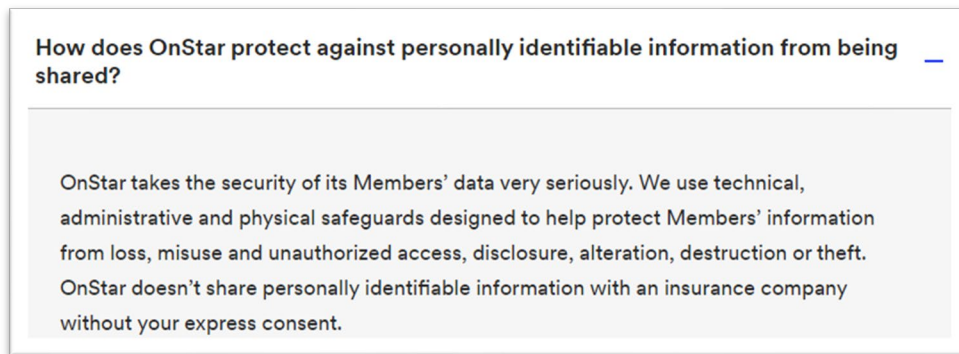 How does OnStar protect against personally identifiable information from being
shared?
OnStar takes the security of its Members’ data very seriously. We use technical,
administrative and physical safeguards designed to help protect Members’ information
from loss, misuse and unauthorized access, disclosure, alteration, destruction or theft.
OnStar doesn’t share personally identifiable information with an insurance company
without your express consent.